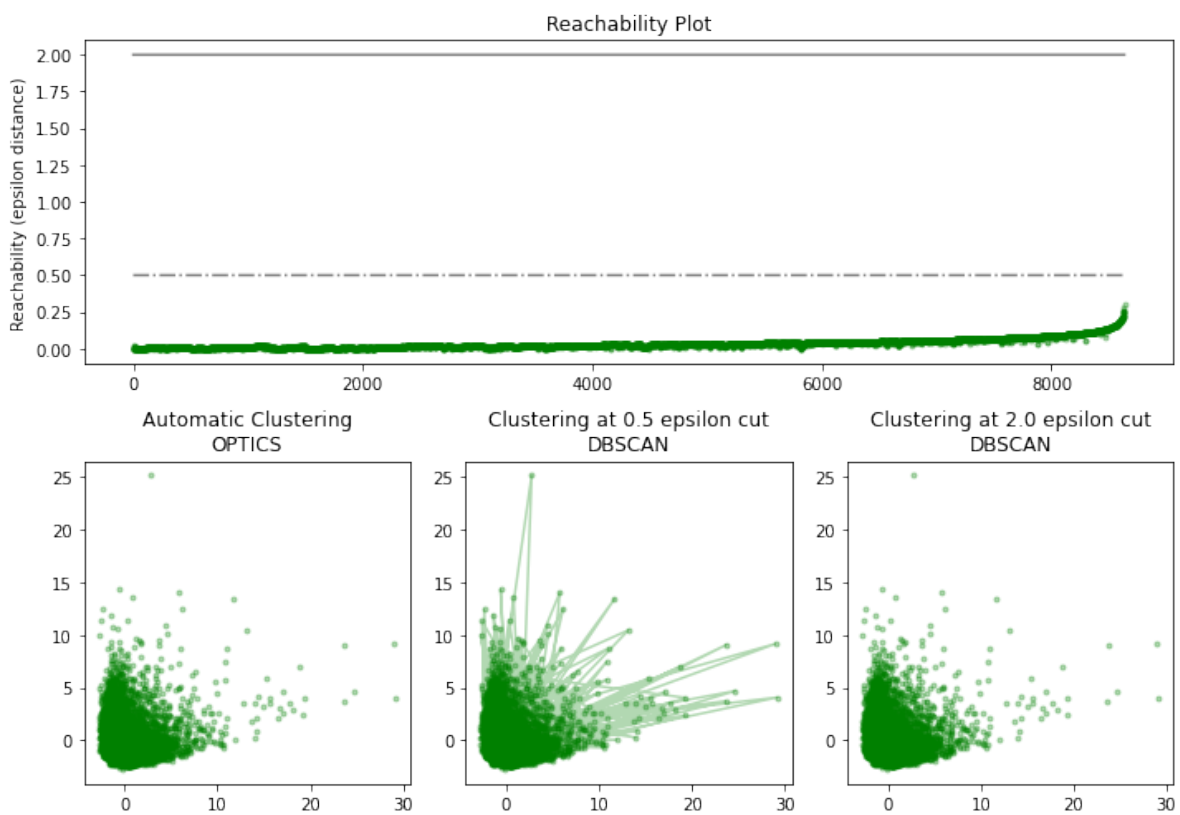 Reachability Plot
Reachability (epsilon distance)
2.00
1.75
1.50
1.25
1.00
0.75
0.50
0.25
0.00
0 2000 4000 6000 8000
Automatic Clustering
OPTICS
Clustering at 0.5 epsilon cut
DBSCAN
Clustering at 2.0 epsilon cut
DBSCAN
25
20
15
10
5
0
0 10 20 30
25
20
15
10
5
0
0 10 20 30
25
20
15
10
5
0
0 10 20 30